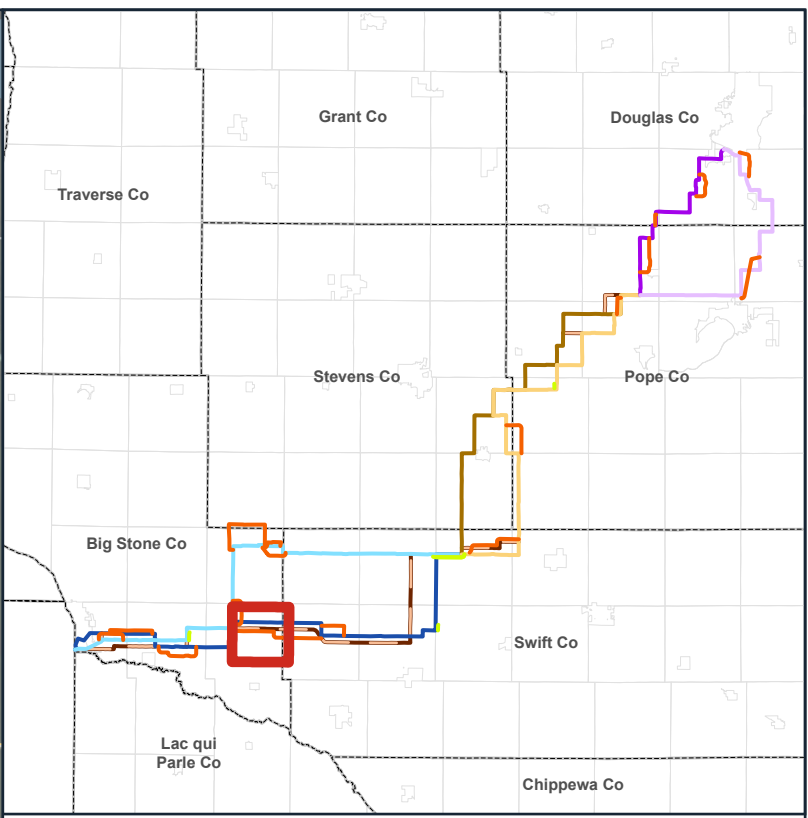 Grant Co
Douglas Co
Traverse Co
Stevens Co
Pope Co
Big Stone Co
Swift Co
Lac qui
Parle Co
Chippewa Co